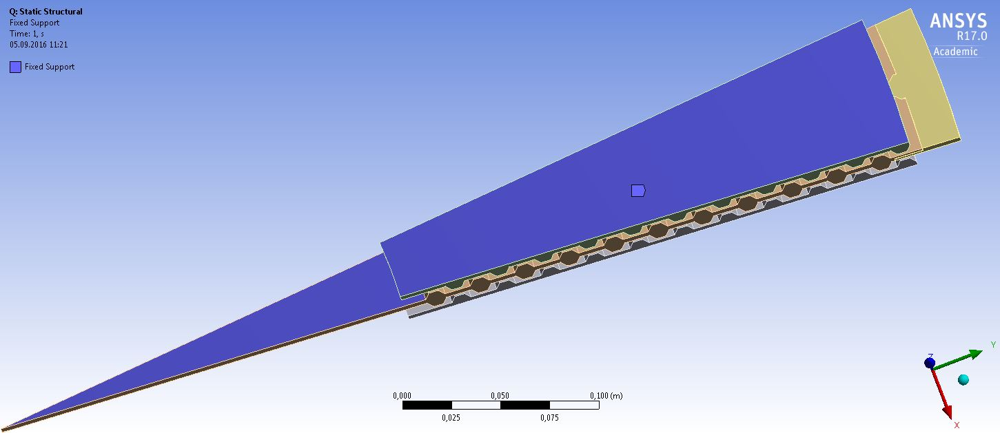 Q: Static Structural
Fixed Support
Time: 1, s
05.09.2016 11:21
Fixed Support
ANSYS
R17.0
Academic
0,000 0,050 0,100 (m)
0,025 0,075
Z
Y
X